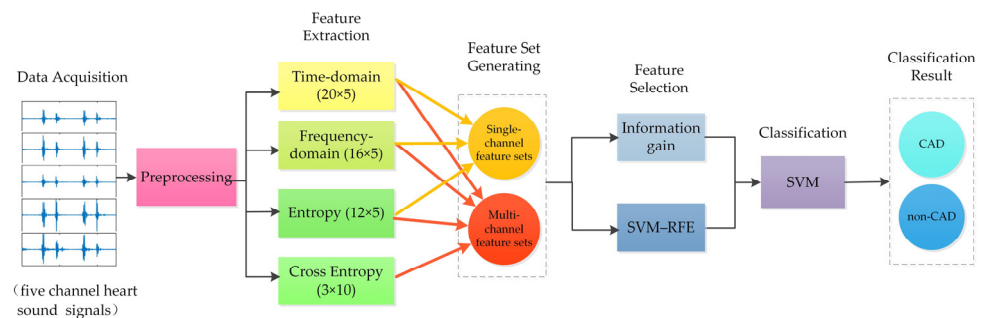 Data Acquisition
（five channel heart
sound signals）
Preprocessing
Feature
Extraction
Time-domain
(20×5)
Frequency-
domain (16×5)
Entropy (12×5)
Cross Entropy
(3×10)
Feature Set
Generating
Single-
channel
feature sets
Multi-
channel
feature sets
Feature
Selection
Information
gain
SVM–RFE
Classification
SVM
Classification
Result
CAD
non-CAD